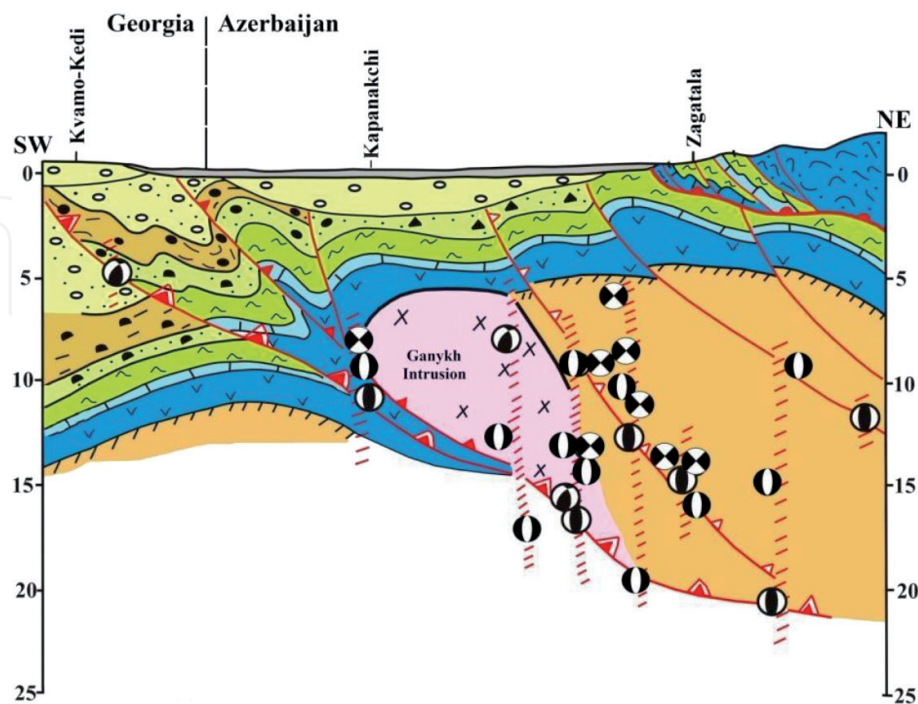 Georgia Azerbaijan
Kvamo-Kedi
Kapanakchi
Zagatala
SW
NE
0
0
5
5
10
10
15
15
20
20
25
25
Ganykh
Intrusion